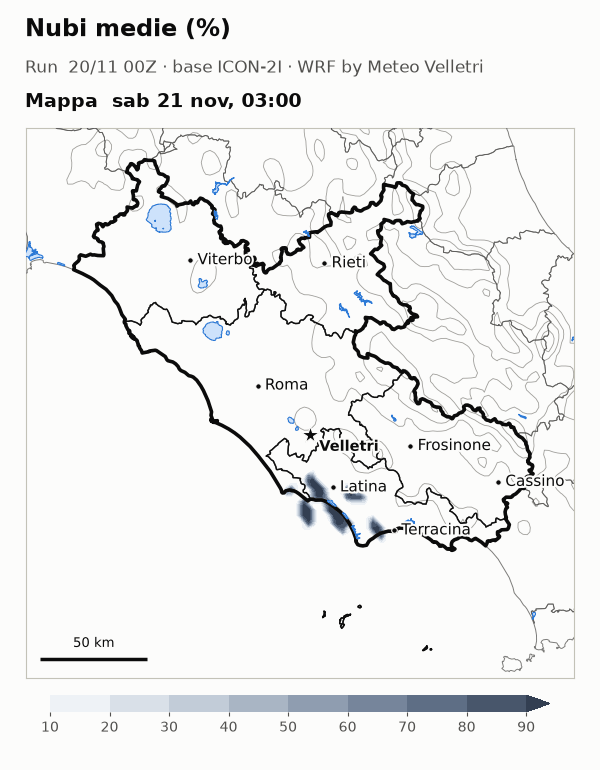 Nubi medie (%)
Run 20/11 00Z · base ICON-2I · WRF by Meteo Velletri
Mappa sab 21 nov, 03:00
Viterbo
Rieti
Roma
Velletri
Frosinone
Latina
Cassino
Terracina
50 km
10 20 30 40 50 60 70 80 90